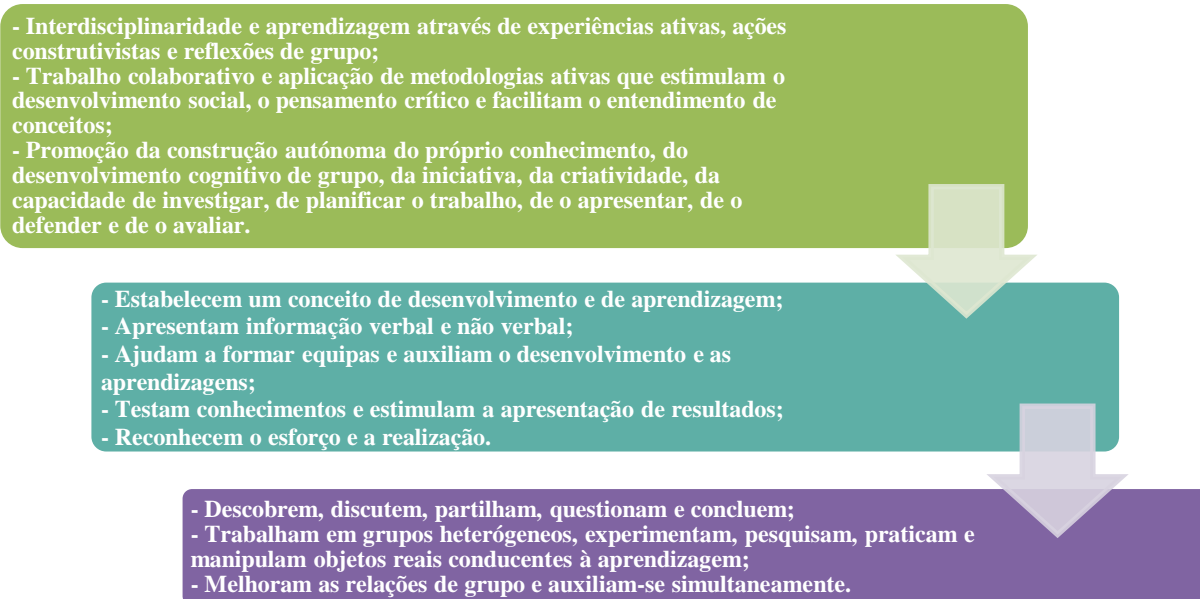 - Interdisciplinaridade e aprendizagem através de experiências ativas, ações
construtivistas e reflexões de grupo;
- Trabalho colaborativo e aplicação de metodologias ativas que estimulam o
desenvolvimento social, o pensamento crítico e facilitam o entendimento de
conceitos;
- Promoção da construção autónoma do próprio conhecimento, do
desenvolvimento cognitivo de grupo, da iniciativa, da criatividade, da
capacidade de investigar, de planificar o trabalho, de o apresentar, de o
defender e de o avaliar.
- Estabelecem um conceito de desenvolvimento e de aprendizagem;
- Apresentam informação verbal e não verbal;
- Ajudam a formar equipas e auxiliam o desenvolvimento e as
aprendizagens;
- Testam conhecimentos e estimulam a apresentação de resultados;
- Reconhecem o esforço e a realização.
- Descobrem, discutem, partilham, questionam e concluem;
- Trabalham em grupos heterógeneos, experimentam, pesquisam, praticam e
manipulam objetos reais conducentes à aprendizagem;
- Melhoram as relações de grupo e auxiliam-se simultaneamente.